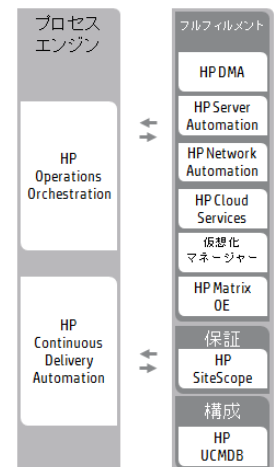 プロセス
エンジン
HP
Operations
Orchestration
HP
Continuous
Delivery
Automation
フルフィルメント
HP DMA
HP Server
Automation
HP Network
Automation
HP Cloud
Services
仮想化
マネージャー
HP Matrix
OE
保証
HP
SiteScope
構成
HP
UCMDB